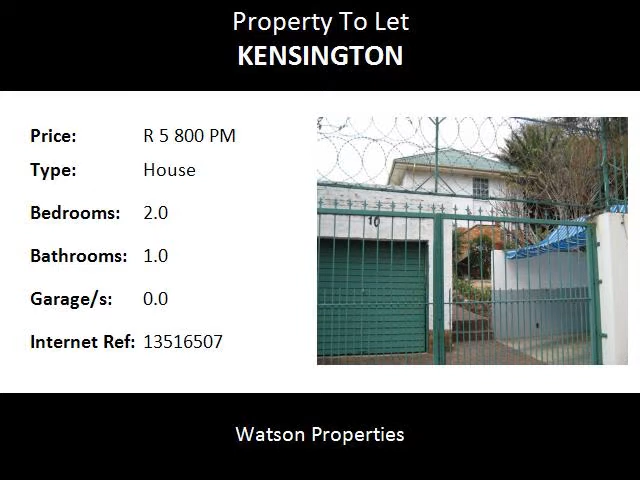 Property To Let
KENSINGTON
Price: R 5 800 PM
Type: House
Bedrooms: 2.0
Bathrooms: 1.0
Garage/s: 0.0
Internet Ref: 13516507
10
Watson Properties